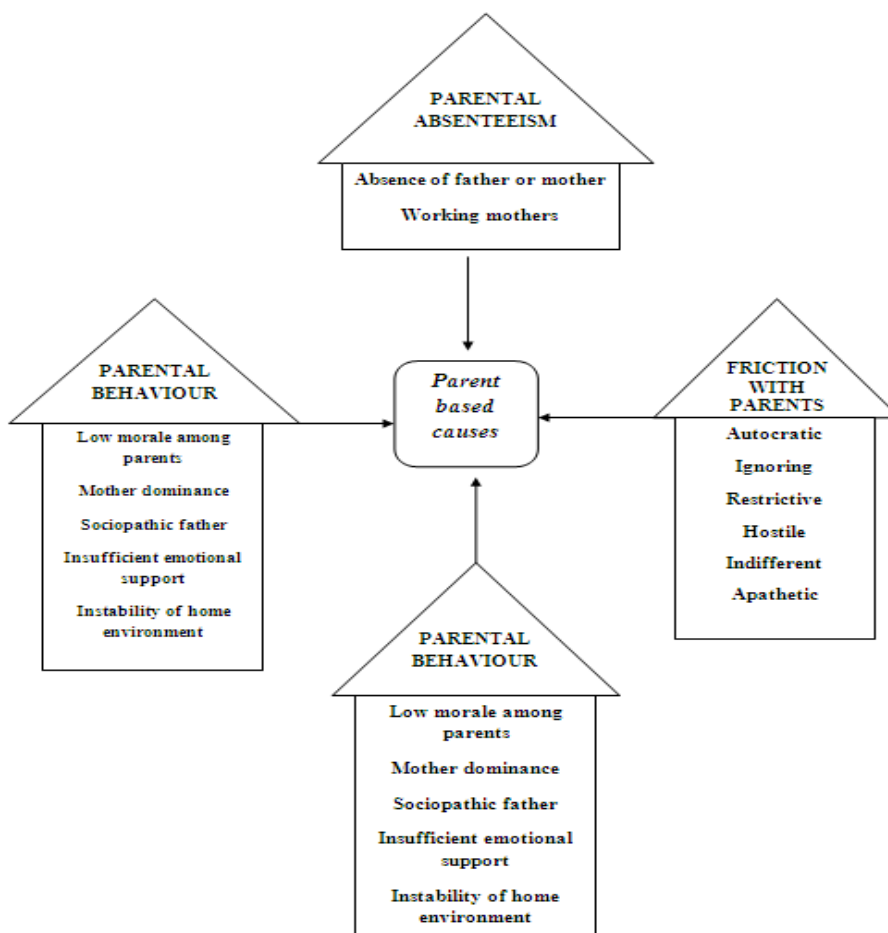 PARENTAL
ABSENTEEISM
Absence of father or mother
Working mothers
PARENTAL
BEHAVIOUR
Low morale among
parents
Mother dominance
Sociopathic father
Insufficient emotional
support
Instability of home
environment
Parent
based
causes
FRICTION
WITH
PARENTS
Autocratic
Ignoring
Restrictive
Hostile
Indifferent
Apathetic
PARENTAL
BEHAVIOUR
Low morale among
parents
Mother dominance
Sociopathic father
Insufficient emotional
support
Instability of home
environment